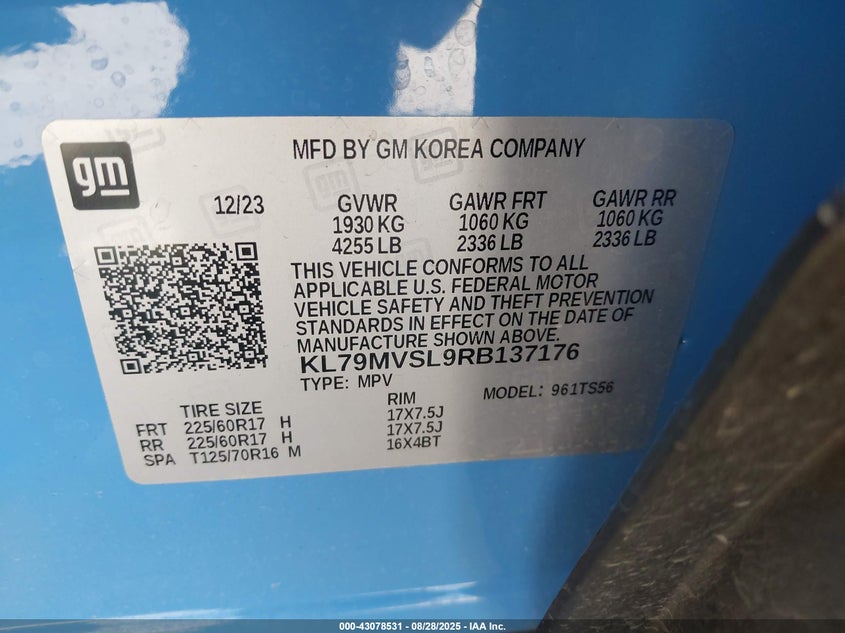 gm
MFD BY GM KOREA COMPANY
12/23 GVWR GAWR FRT GAWR RR
1930 KG 1060 KG 1060 KG
4255 LB 2336 LB 2336 LB
THIS VEHICLE CONFORMS TO ALL
APPLICABLE U.S. FEDERAL MOTOR
VEHICLE SAFETY AND THEFT PREVENTION
STANDARDS IN EFFECT ON THE DATE OF
MANUFACTURE SHOWN ABOVE.
KL79MVSL9RB137176
TYPE: MPV MODEL: 961TS56
TIRE SIZE RIM
FRT 225/60R17 H 17X7.5J
RR 225/60R17 H 17X7.5J
SPA T125/70R16 M 16X4BT
000-43078531 - 08/28/2025 - IAA Inc.